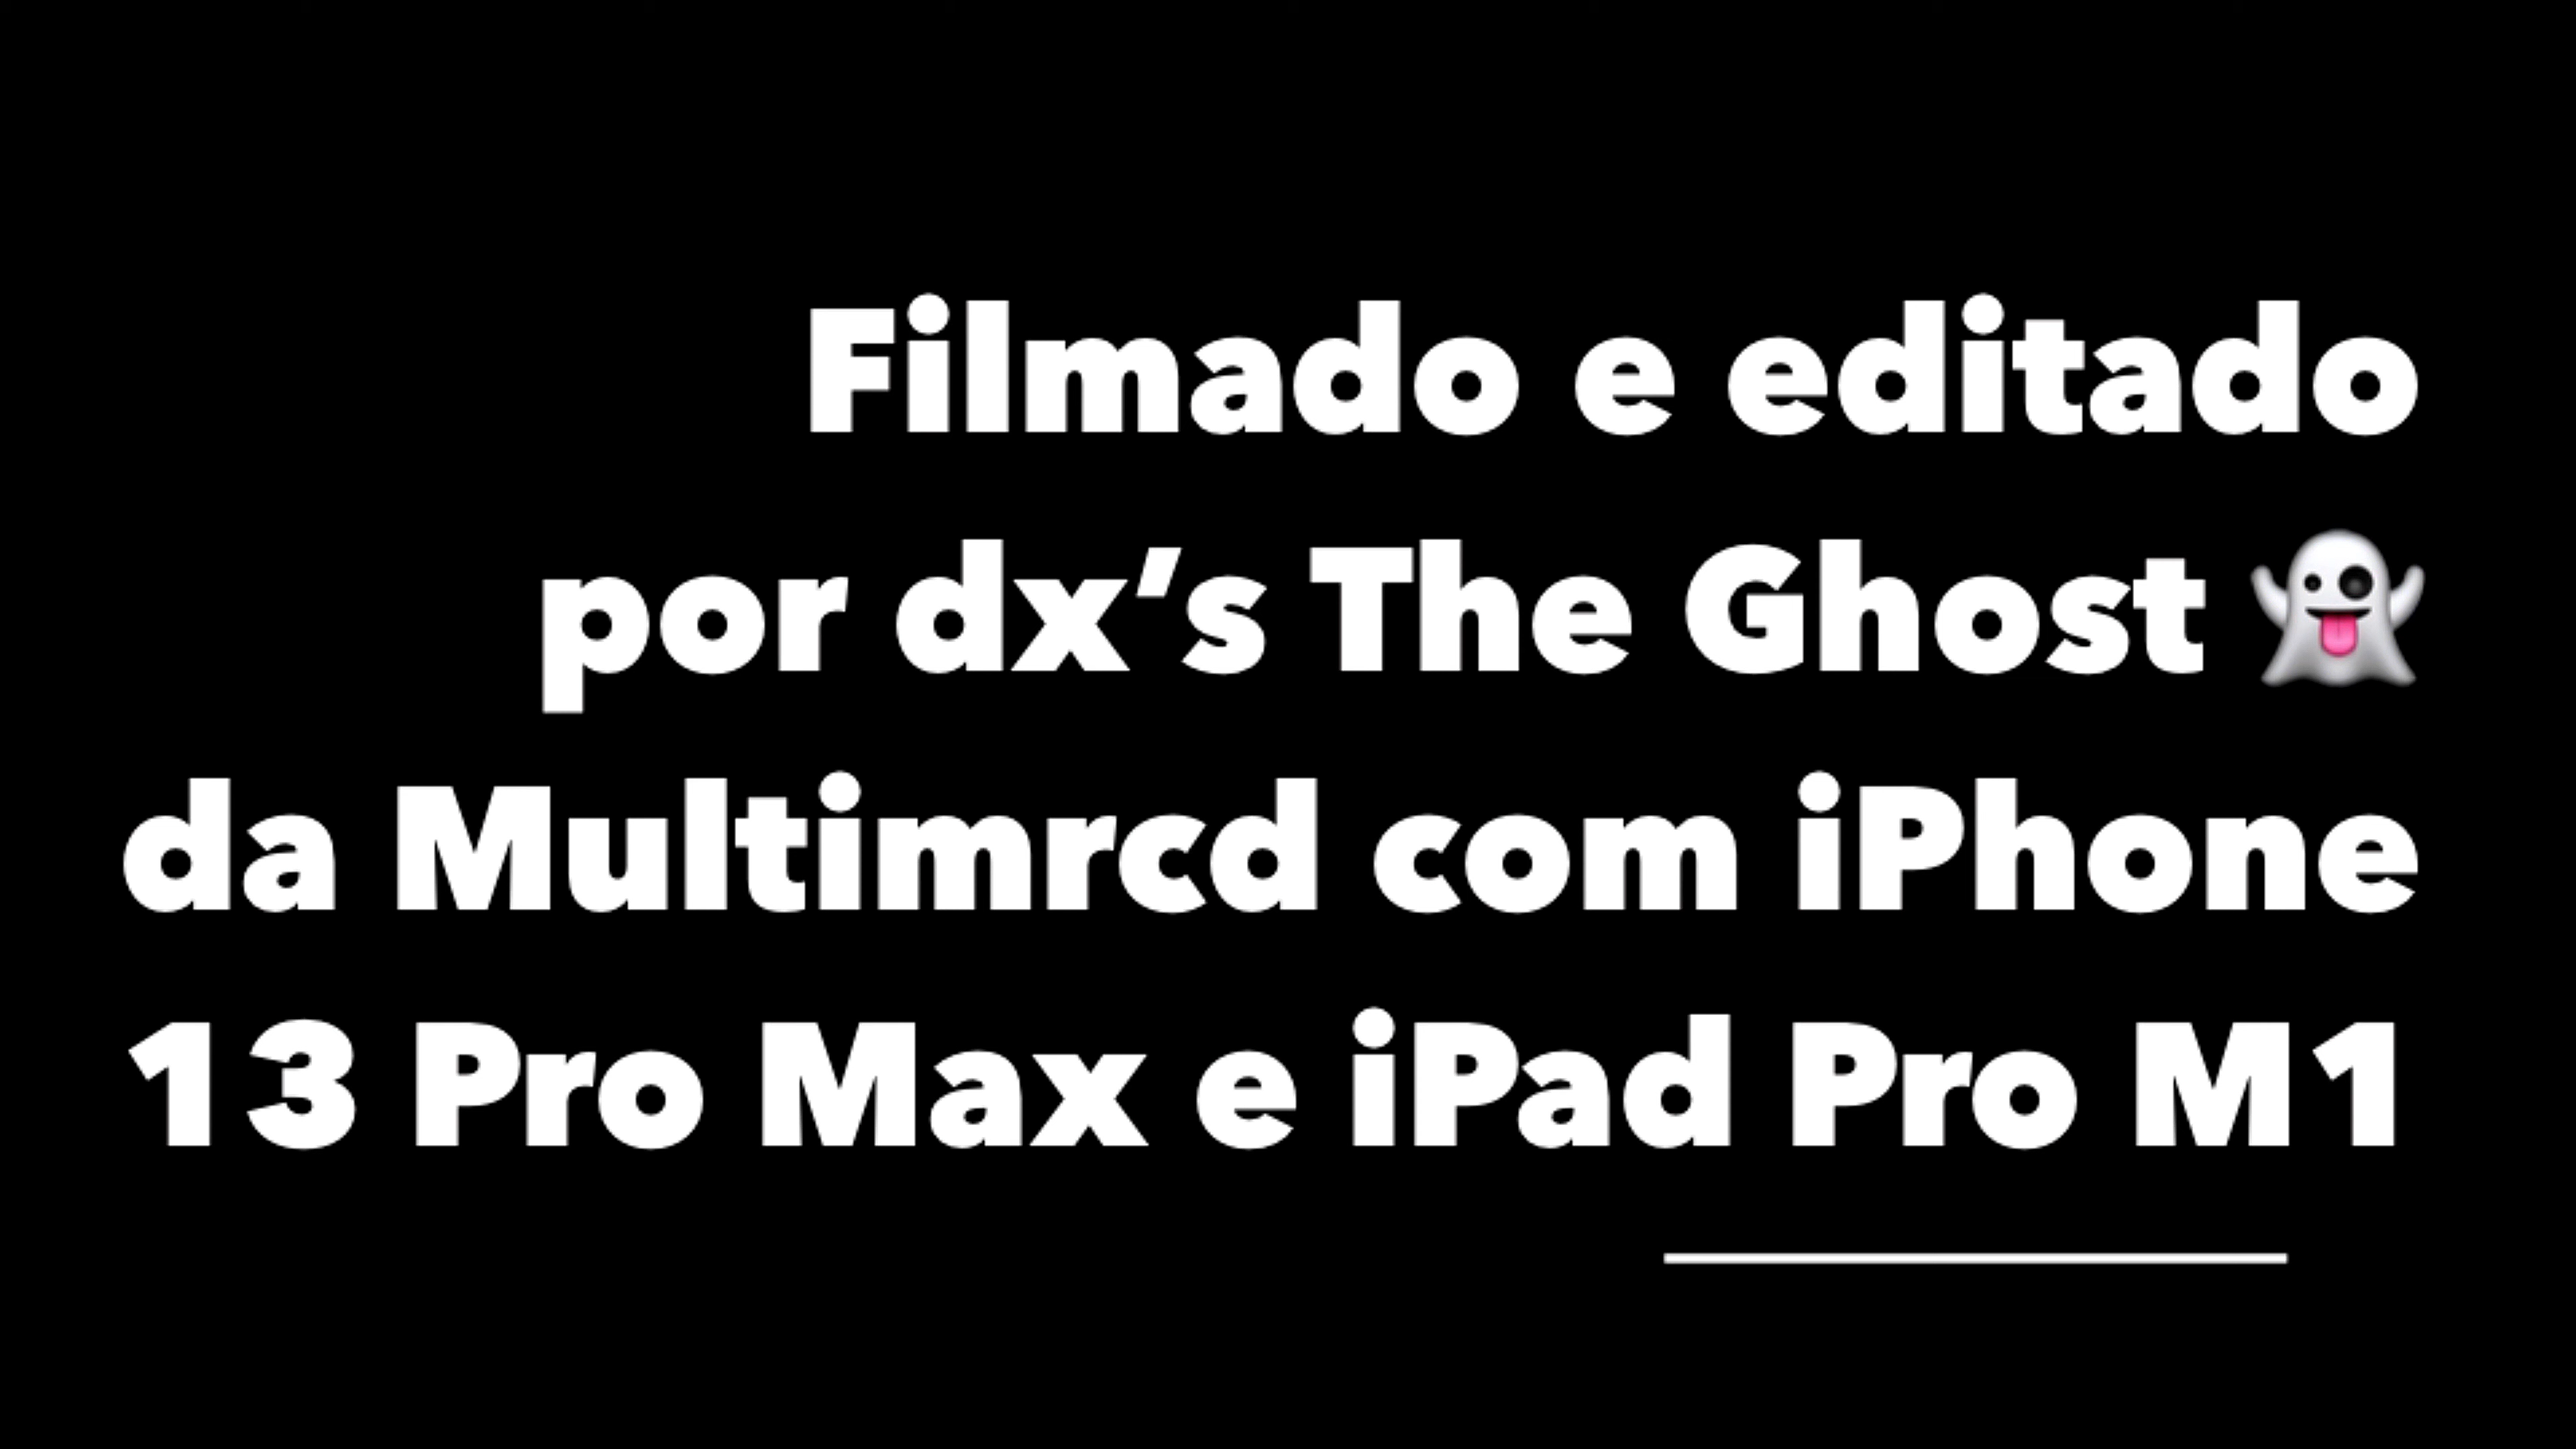 Filmado e editado
por dx’s The Ghost 👻
da Multimrcd com iPhone
13 Pro Max e iPad Pro M1